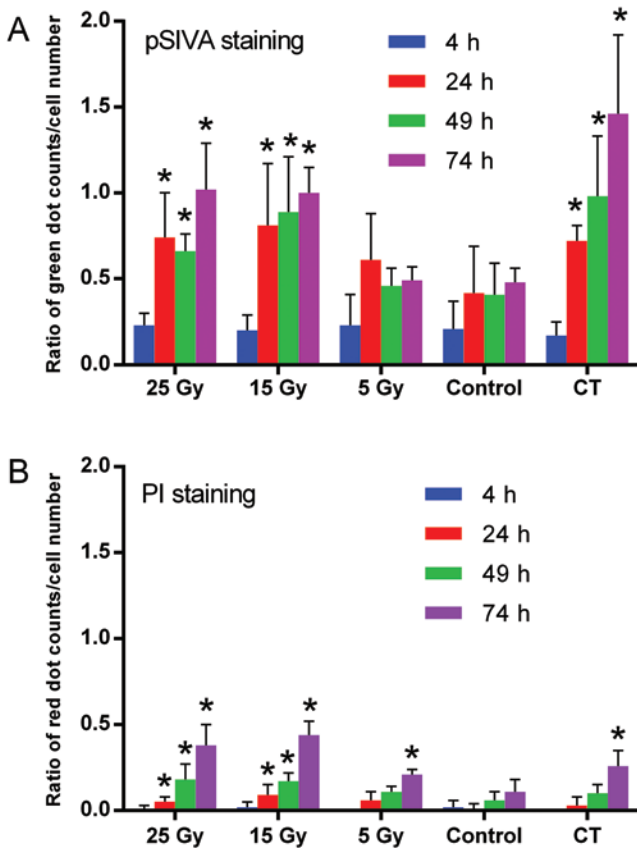 A
pSIVA staining
4 h
24 h
49 h
74 h
Ratio of green dot counts/cell number
2.0
1.5
1.0
0.5
0.0
* * * * * * * *
25 Gy 15 Gy 5 Gy Control CT
B
PI staining
4 h
24 h
49 h
74 h
Ratio of red dot counts/cell number
2.0
1.5
1.0
0.5
0.0
* * * * * * * *
25 Gy 15 Gy 5 Gy Control CT